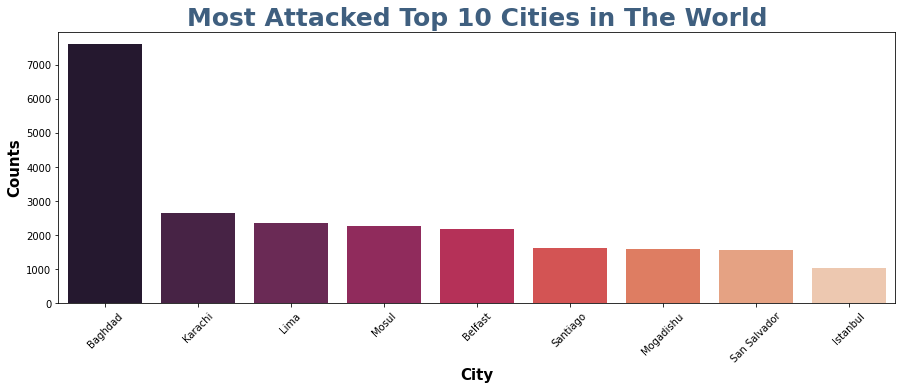 Most Attacked Top 10 Cities in The World
Counts
7000
6000
5000
4000
3000
2000
1000
0
Baghdad
Karachi
Lima
Mosul
Belfast
Santiago
Mogadishu
San Salvador
Istanbul
City